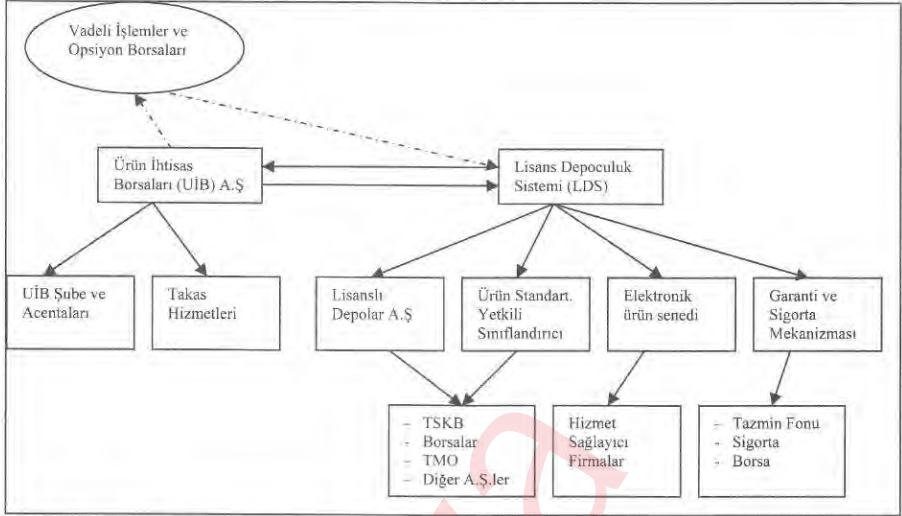 Vadeli İşlemler ve
Opsiyon Borsaları
Ürün İhtisas
Borsaları (UİB) A.Ş
Lisans Depoculuk
Sistemi (LDS)
UİB Şube ve
Acentaları
Takas
Hizmetleri
Lisanslı
Depolar A.Ş
Ürün Standart.
Yetkili
Sınıflandırıcı
Elektronik
ürün senedi
Garanti ve
Sigorta
Mekanizması
- TSKB
- Borsalar
- TMO
- Diğer A.Ş.ler
Hizmet
Sağlayıcı
Firmalar
- Tazmin Fonu
- Sigorta
- Borsa